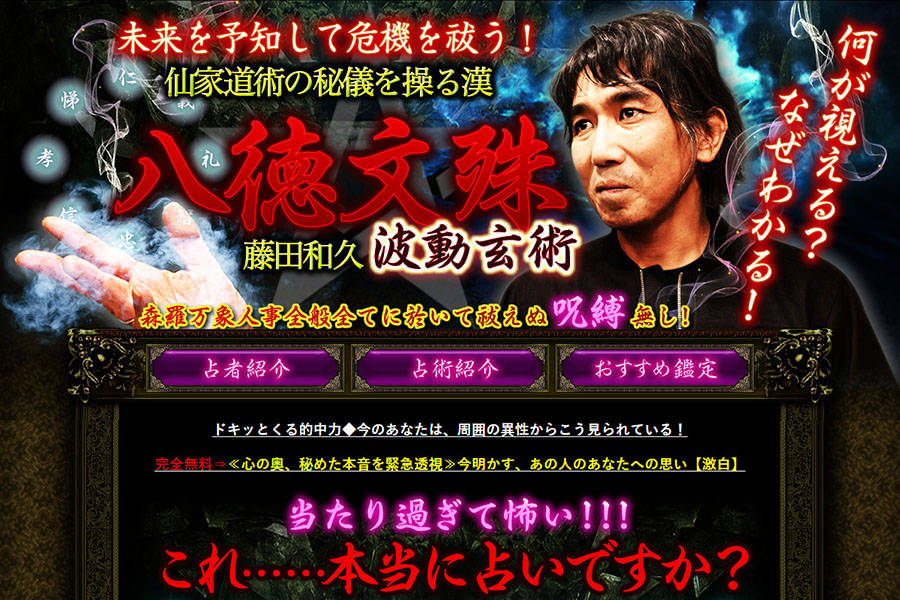 未来を予知して危機を祓う！
仙家道術の秘儀を操る漢
何が視える？
なぜわかる！
仁
義
礼
忠
信
孝
悌
八徳文殊
藤田和久 波動玄術
森羅万象人事全般全てに於いて祓えぬ呪縛無し!
占者紹介
占術紹介
おすすめ鑑定
ドキッとくる的中力◆今のあなたは、周囲の異性からこう見られている！
完全無料⇒≪心の奥、秘めた本音を緊急透視≫今明かす、あの人のあなたへの思い【激白】
当たり過ぎて怖い!!!
これ……本当に占いですか？